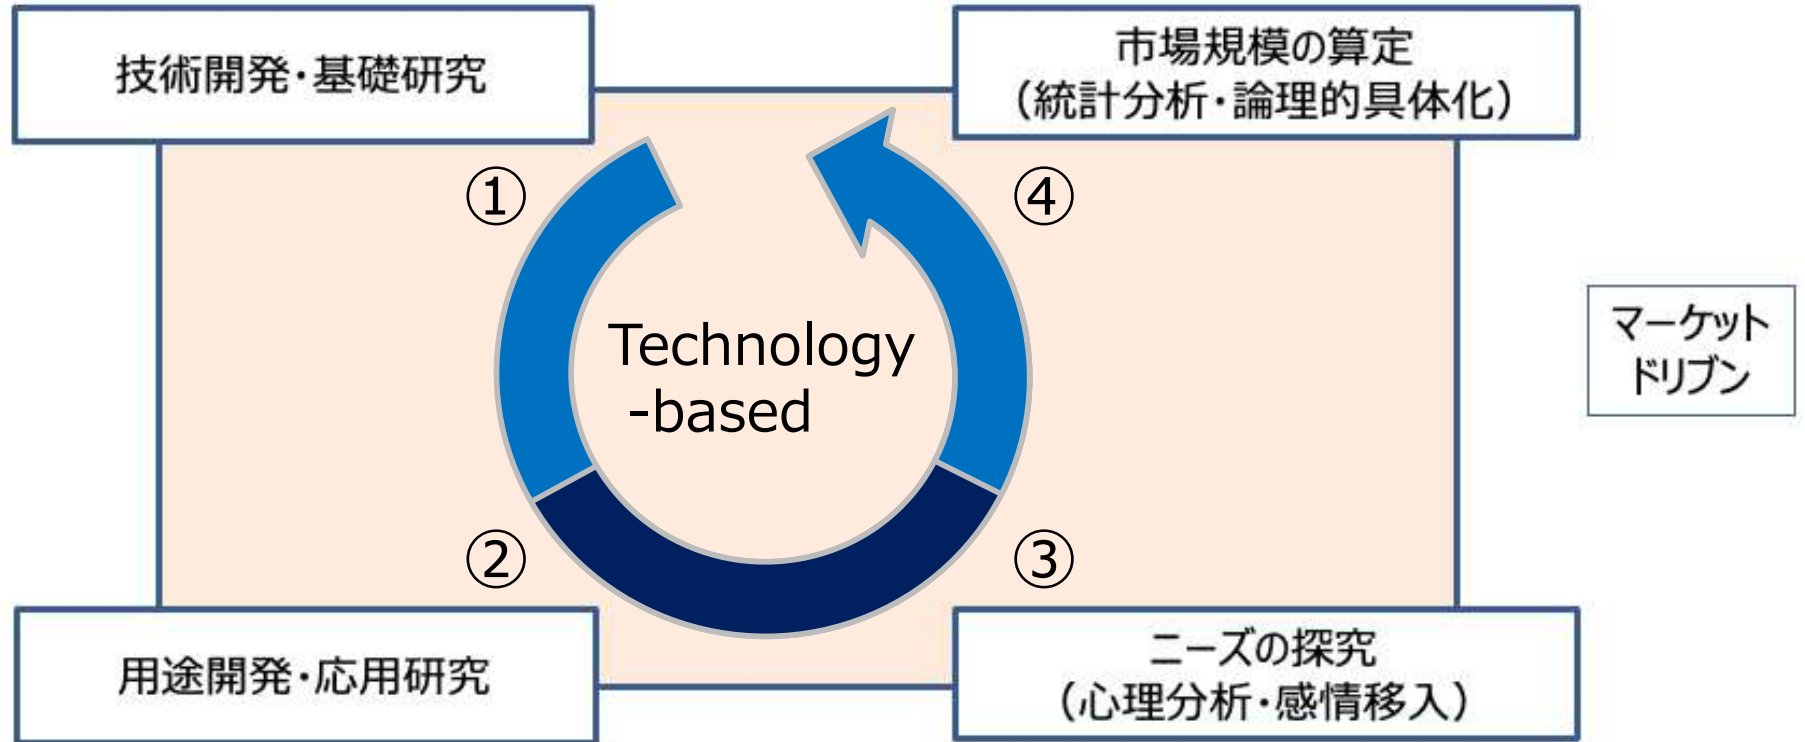 技術開発・基礎研究
市場規模の算定
（統計分析・論理的具体化）
①
④
Technology
-based
マーケット
ドリブン
②
③
用途開発・応用研究
ニーズの探究
（心理分析・感情移入）